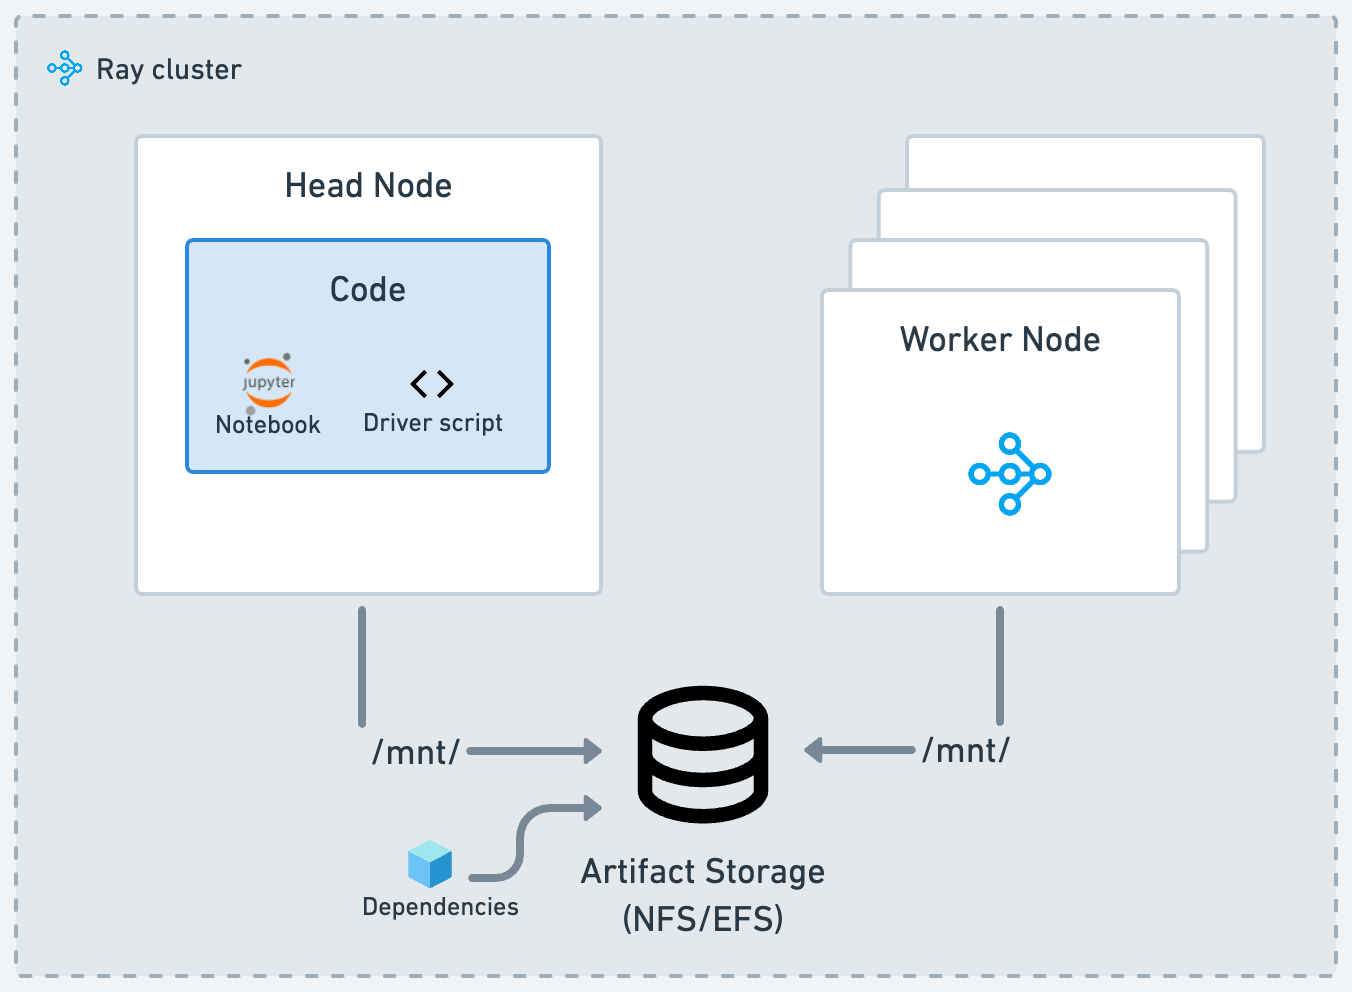 Ray cluster
Head Node
Code
jupyter
Notebook
Driver script
Worker Node
/mnt/
/mnt/
Dependencies
Artifact Storage
(NFS/EFS)